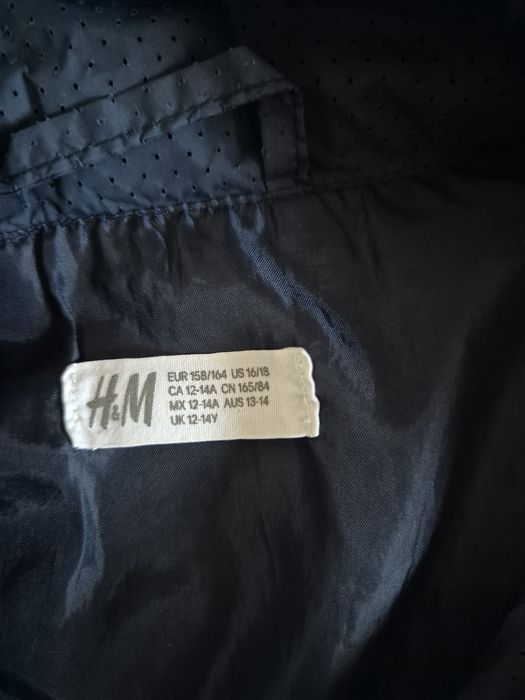 H&M
EUR 158/164 US 16/18
CA 12-14A CN 165/84
MX 12-14A AUS 13-14
UK 12-14Y